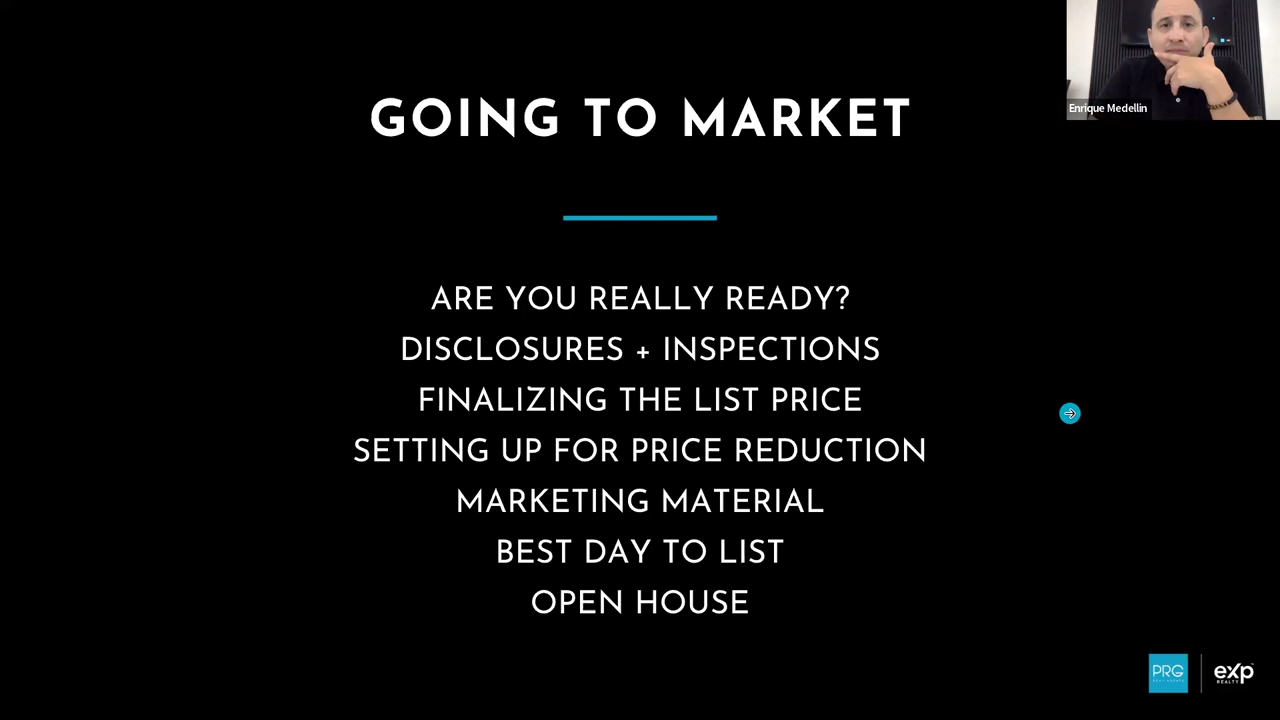 Enrique Medellin
GOING TO MARKET
ARE YOU REALLY READY?
DISCLOSURES + INSPECTIONS
FINALIZING THE LIST PRICE
SETTING UP FOR PRICE REDUCTION
MARKETING MATERIAL
BEST DAY TO LIST
OPEN HOUSE
PRG
exp
REALTY